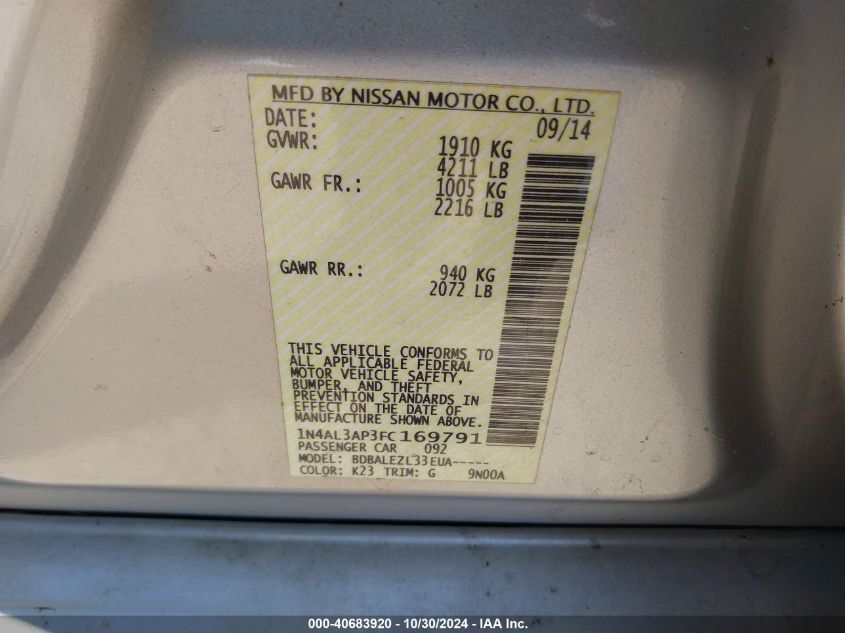 MFD BY NISSAN MOTOR CO., LTD.
DATE: 09/14
GVWR: 1910 KG
4211 LB
GAWR FR.: 1005 KG
2216 LB
GAWR RR.: 940 KG
2072 LB
THIS VEHICLE CONFORMS TO
ALL APPLICABLE FEDERAL
MOTOR VEHICLE SAFETY,
BUMPER, AND THEFT
PREVENTION STANDARDS IN
EFFECT ON THE DATE OF
MANUFACTURE SHOWN ABOVE.
1N4AL3AP3FC169791
PASSENGER CAR 092
MODEL: BDBALEZL33EUA-----
COLOR: K23 TRIM: G 9N00A
000-40683920 - 10/30/2024 - IAA Inc.